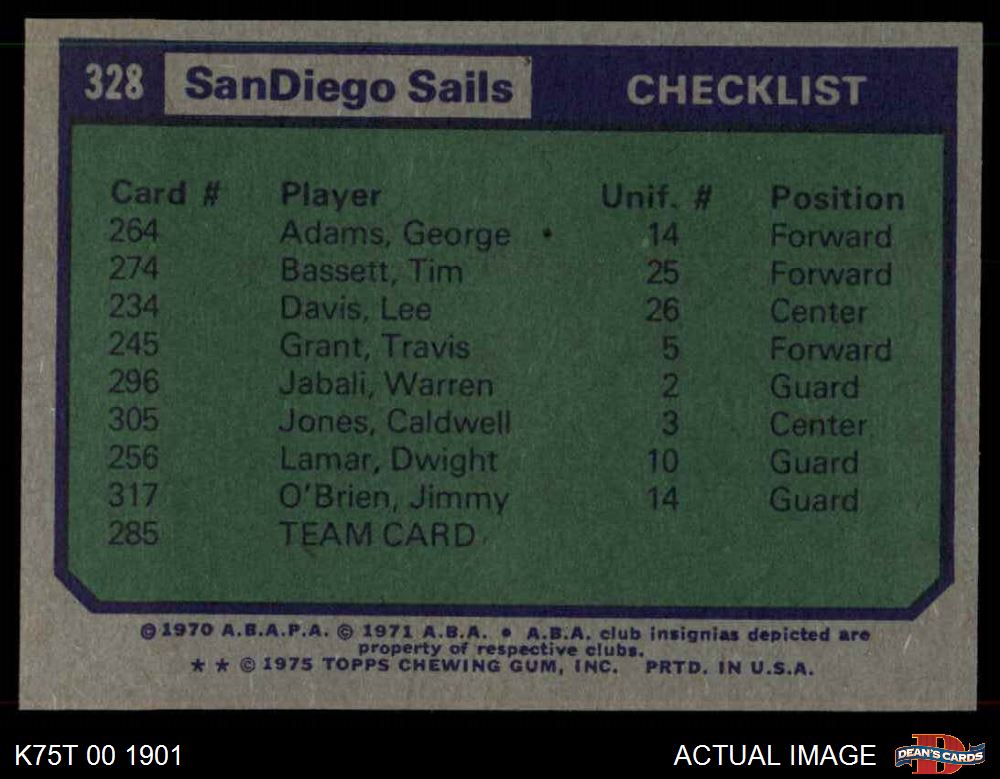 328 SanDiego Sails CHECKLIST
Card # Player Unif. # Position
264 Adams, George • 14 Forward
274 Bassett, Tim 25 Forward
234 Davis, Lee 26 Center
245 Grant, Travis 5 Forward
296 Jabali, Warren 2 Guard
305 Jones, Caldwell 3 Center
256 Lamar, Dwight 10 Guard
317 O'Brien, Jimmy 14 Guard
285 TEAM CARD
©1970 A.B.A.P.A. © 1971 A.B.A. • A.B.A. club insignias depicted are
property of respective clubs.
★ ★ © 1975 TOPPS CHEWING GUM, INC. PRTD. IN U.S.A.
K75T 00 1901 ACTUAL IMAGE DEAN'S CARDS